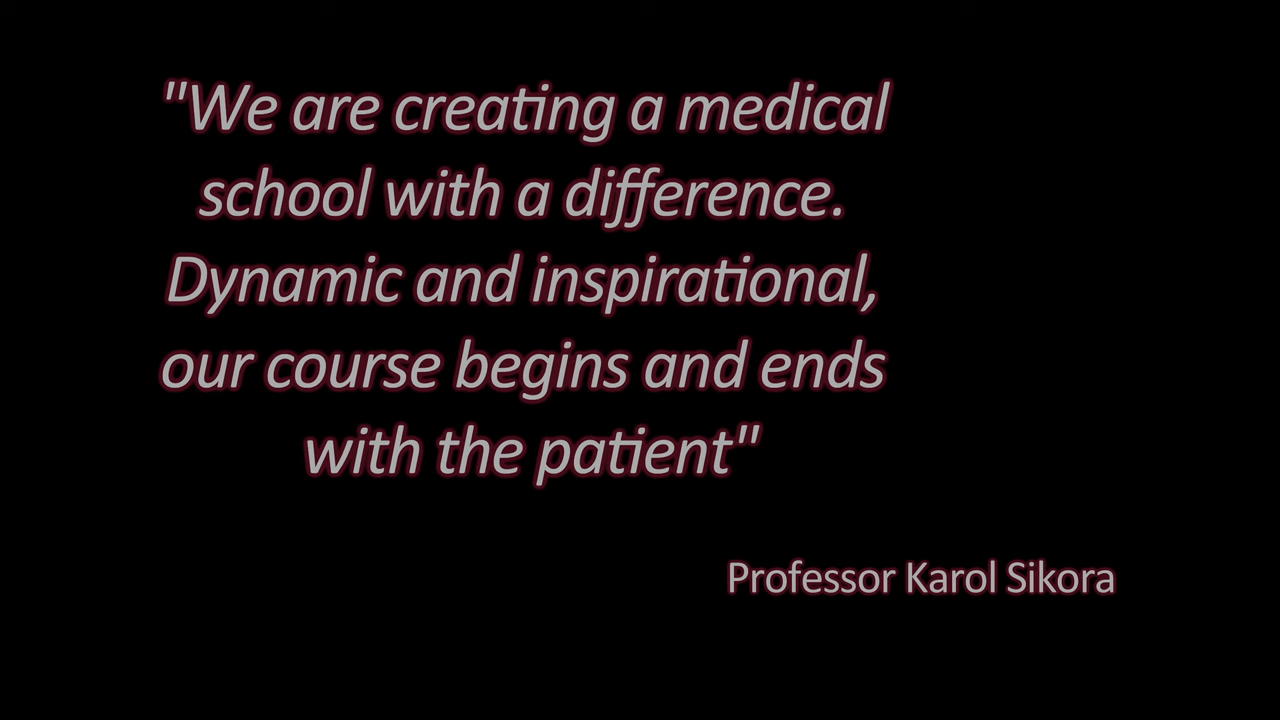 "We are creating a medical
school with a difference.
Dynamic and inspirational,
our course begins and ends
with the patient"
Professor Karol Sikora